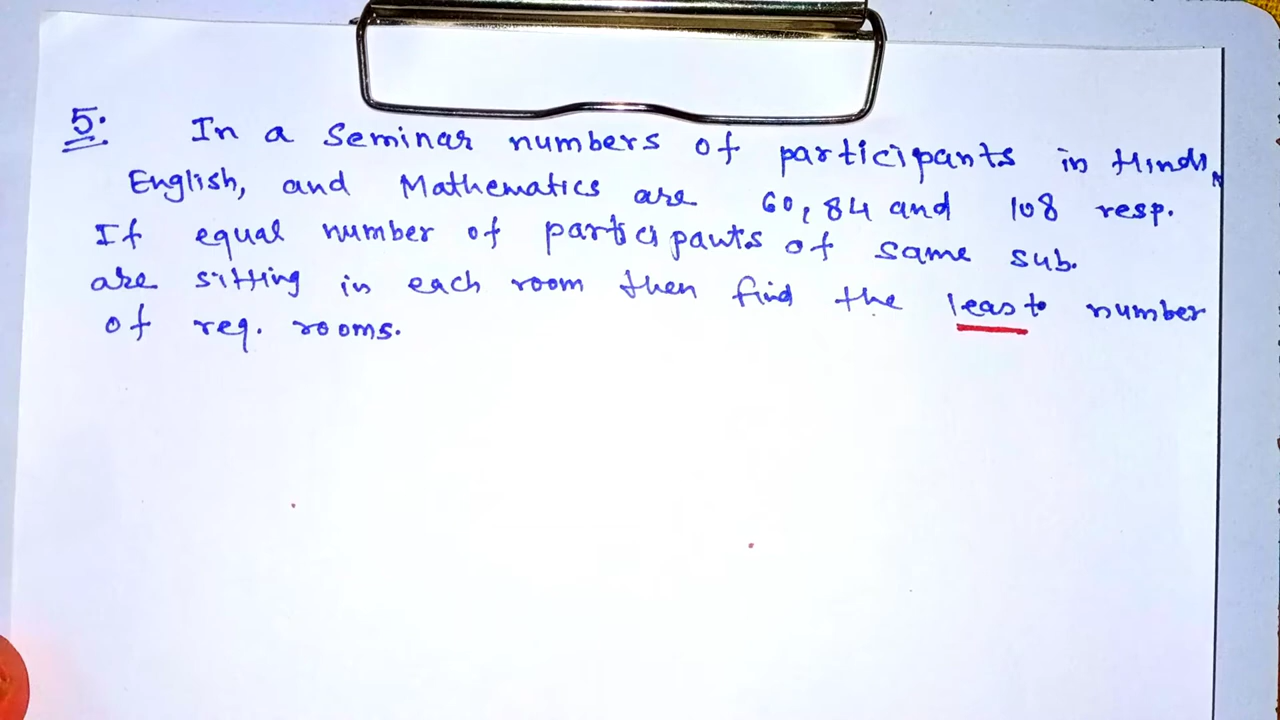 5. In a Seminar numbers of participants in Hindi,
English, and Mathematics are 60, 84 and 108 resp.
If equal number of participants of same sub.
are sitting in each room then find the least number
of req. rooms.